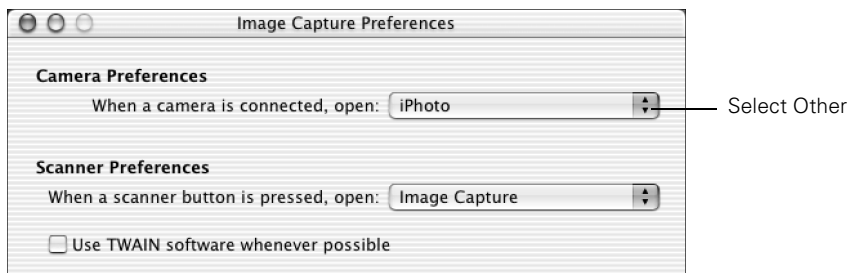 Image Capture Preferences
Camera Preferences
When a camera is connected, open: iPhoto
Select Other
Scanner Preferences
When a scanner button is pressed, open: Image Capture
Use TWAIN software whenever possible